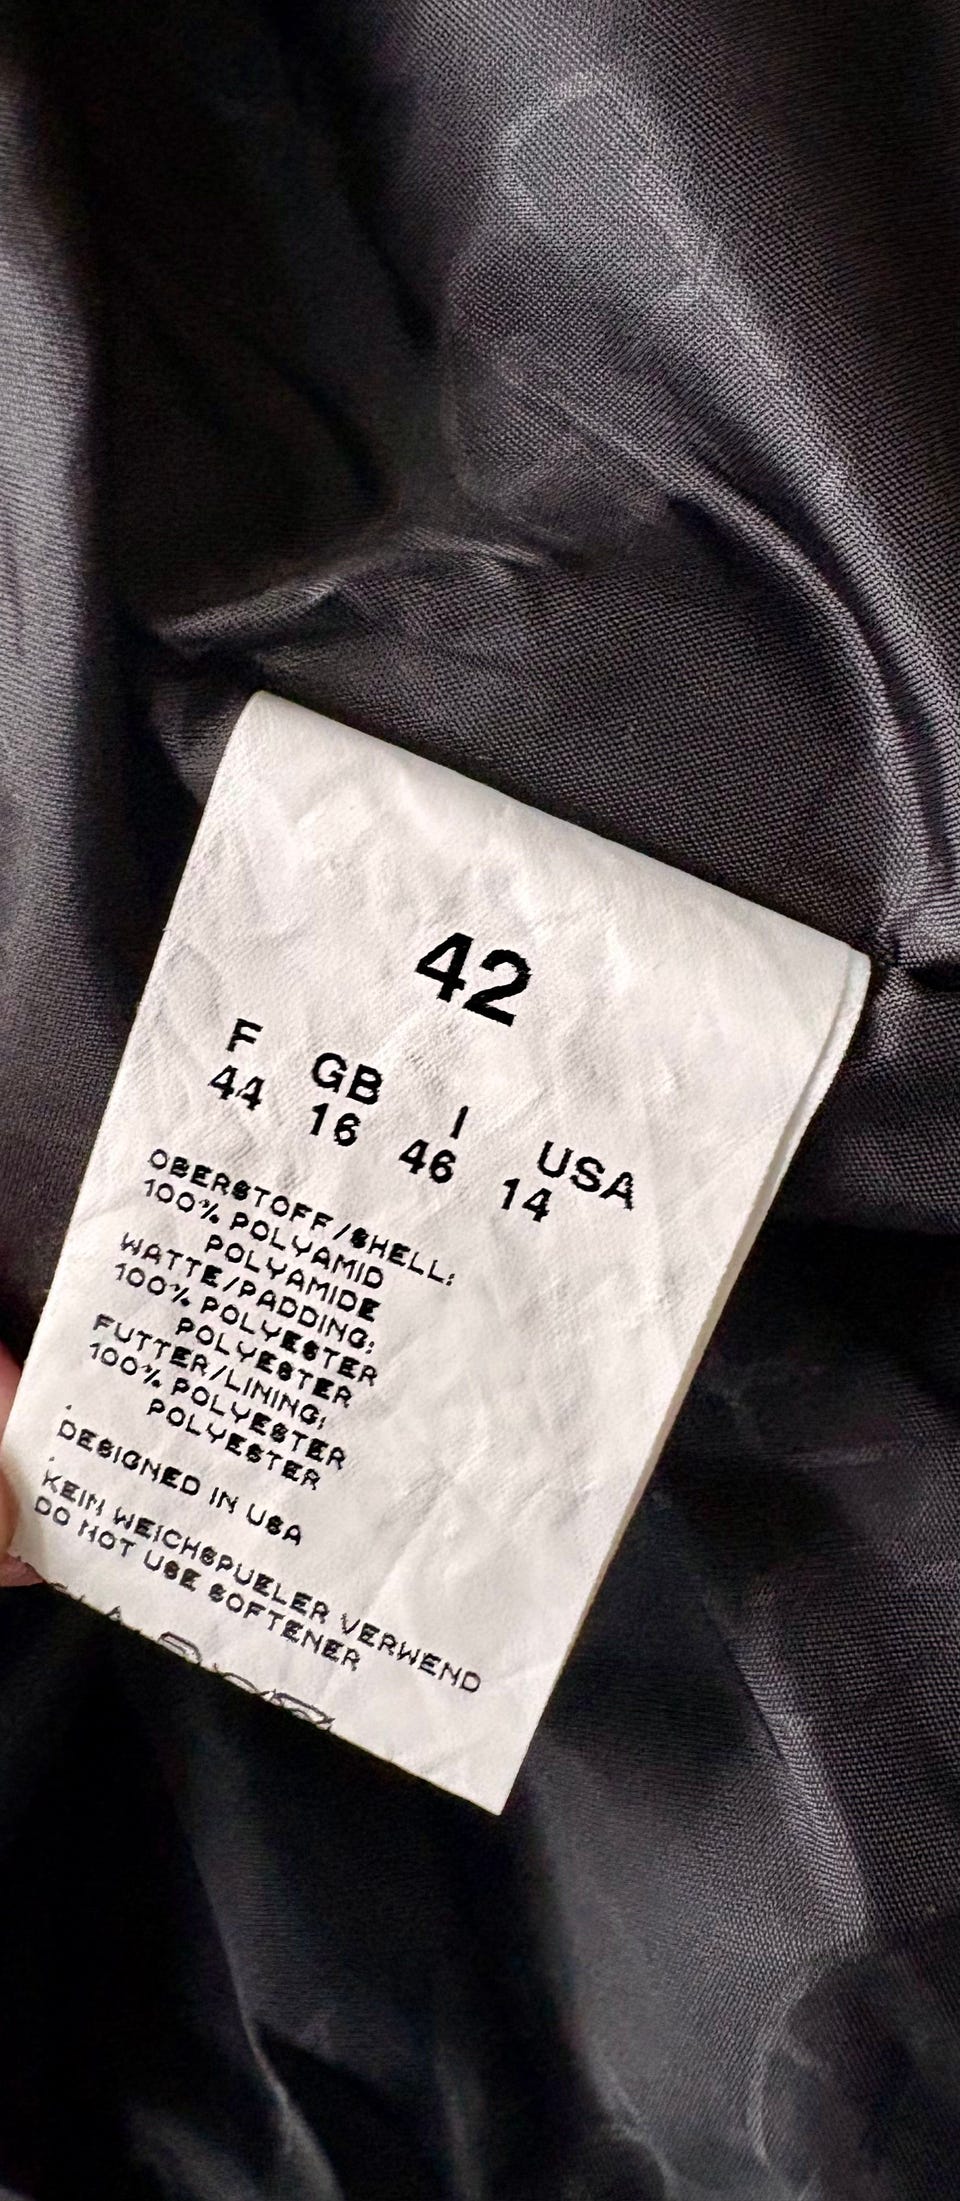 42
F GB I USA
44 16 46 14
OBERSTOFF/SHELL:
100% POLYAMID
POLYAMIDE
WATTE/PADDING:
100% POLYESTER
POLYESTER
FUTTER/LINING:
100% POLYESTER
POLYESTER
.
DESIGNED IN USA
.
KEIN WEICHSPUELER VERWEND
DO NOT USE SOFTENER